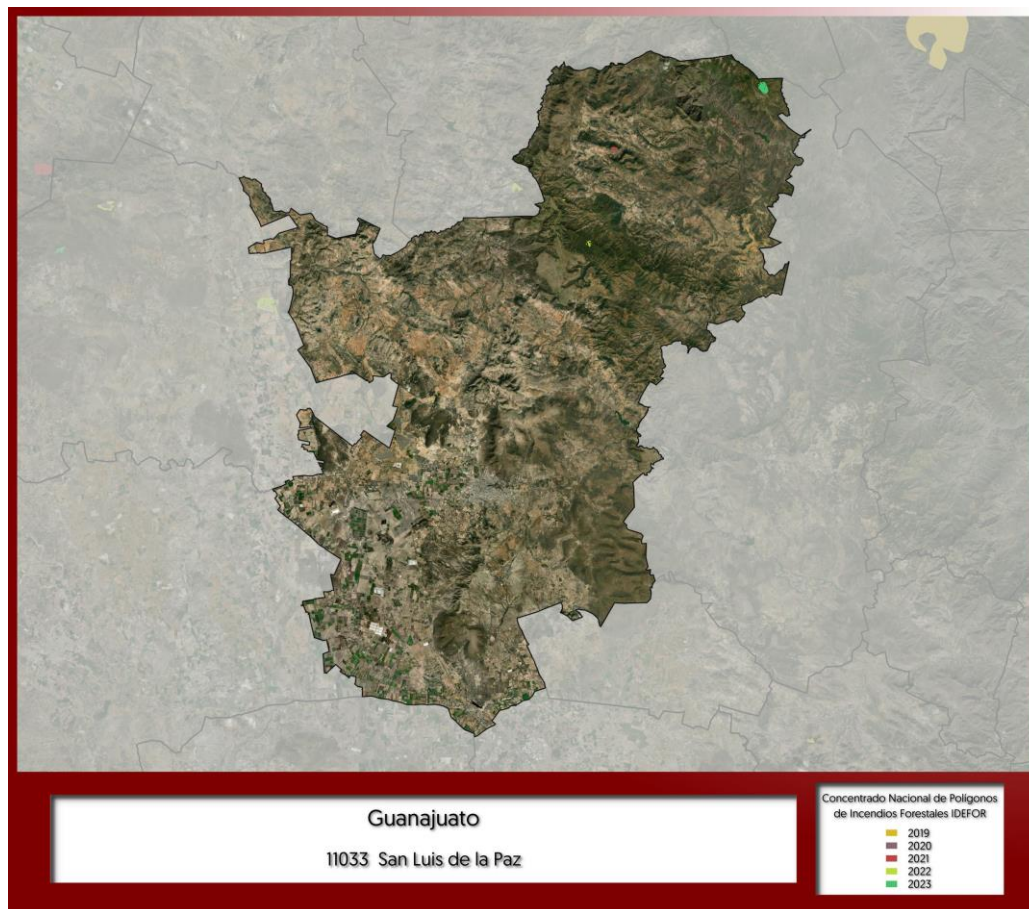 Guanajuato
11033 San Luis de la Paz
Concentrado Nacional de Polígonos
de Incendios Forestales IDEFOR
2019
2020
2021
2022
2023